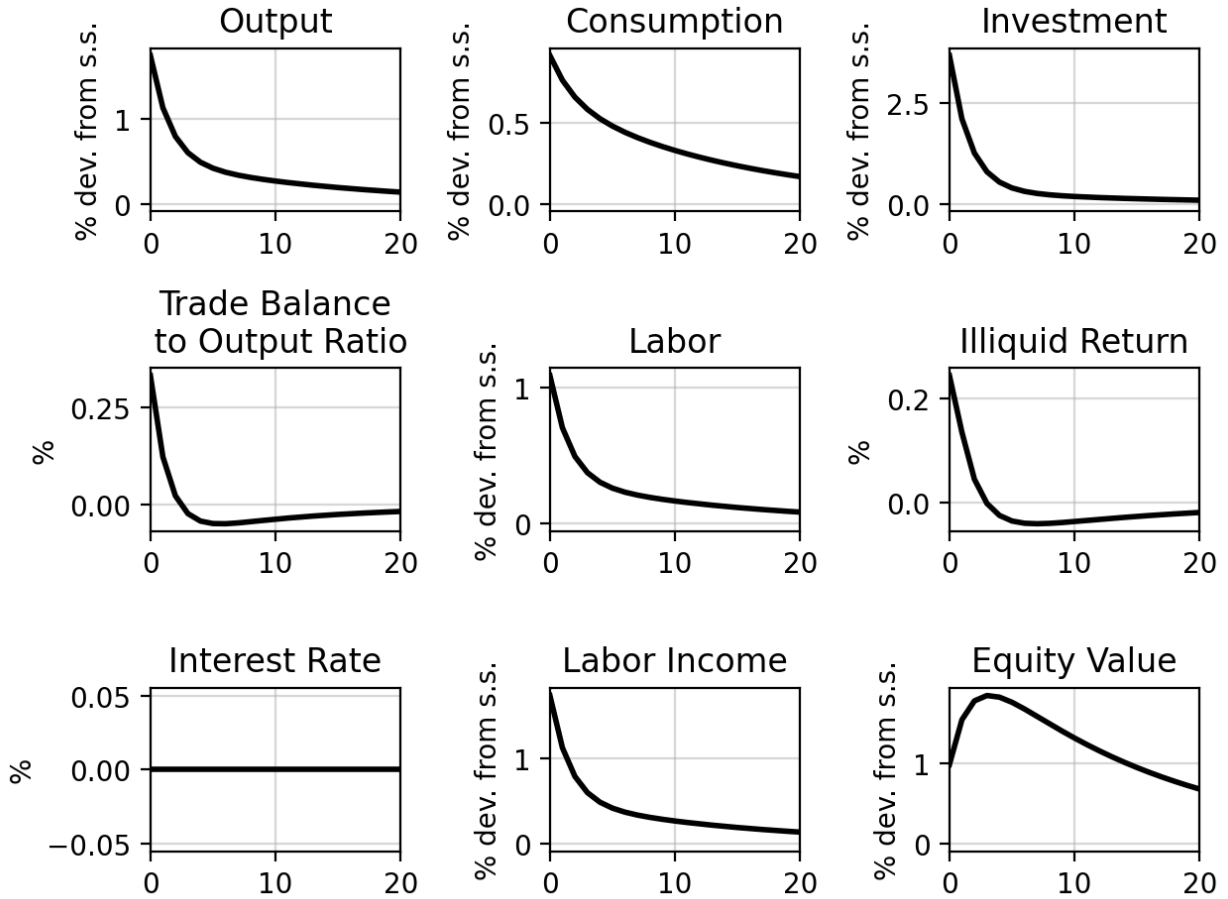 Output
Consumption
Investment
% dev. from s.s.
1
0
0 10 20
% dev. from s.s.
0.5
0.0
0 10 20
% dev. from s.s.
2.5
0.0
0 10 20
Trade Balance
to Output Ratio
Labor
Illiquid Return
%
0.25
0.00
0 10 20
% dev. from s.s.
1
0
0 10 20
%
0.2
0.0
0 10 20
Interest Rate
Labor Income
Equity Value
%
0.05
0.00
−0.05
0 10 20
% dev. from s.s.
1
0
0 10 20
% dev. from s.s.
1
0
0 10 20